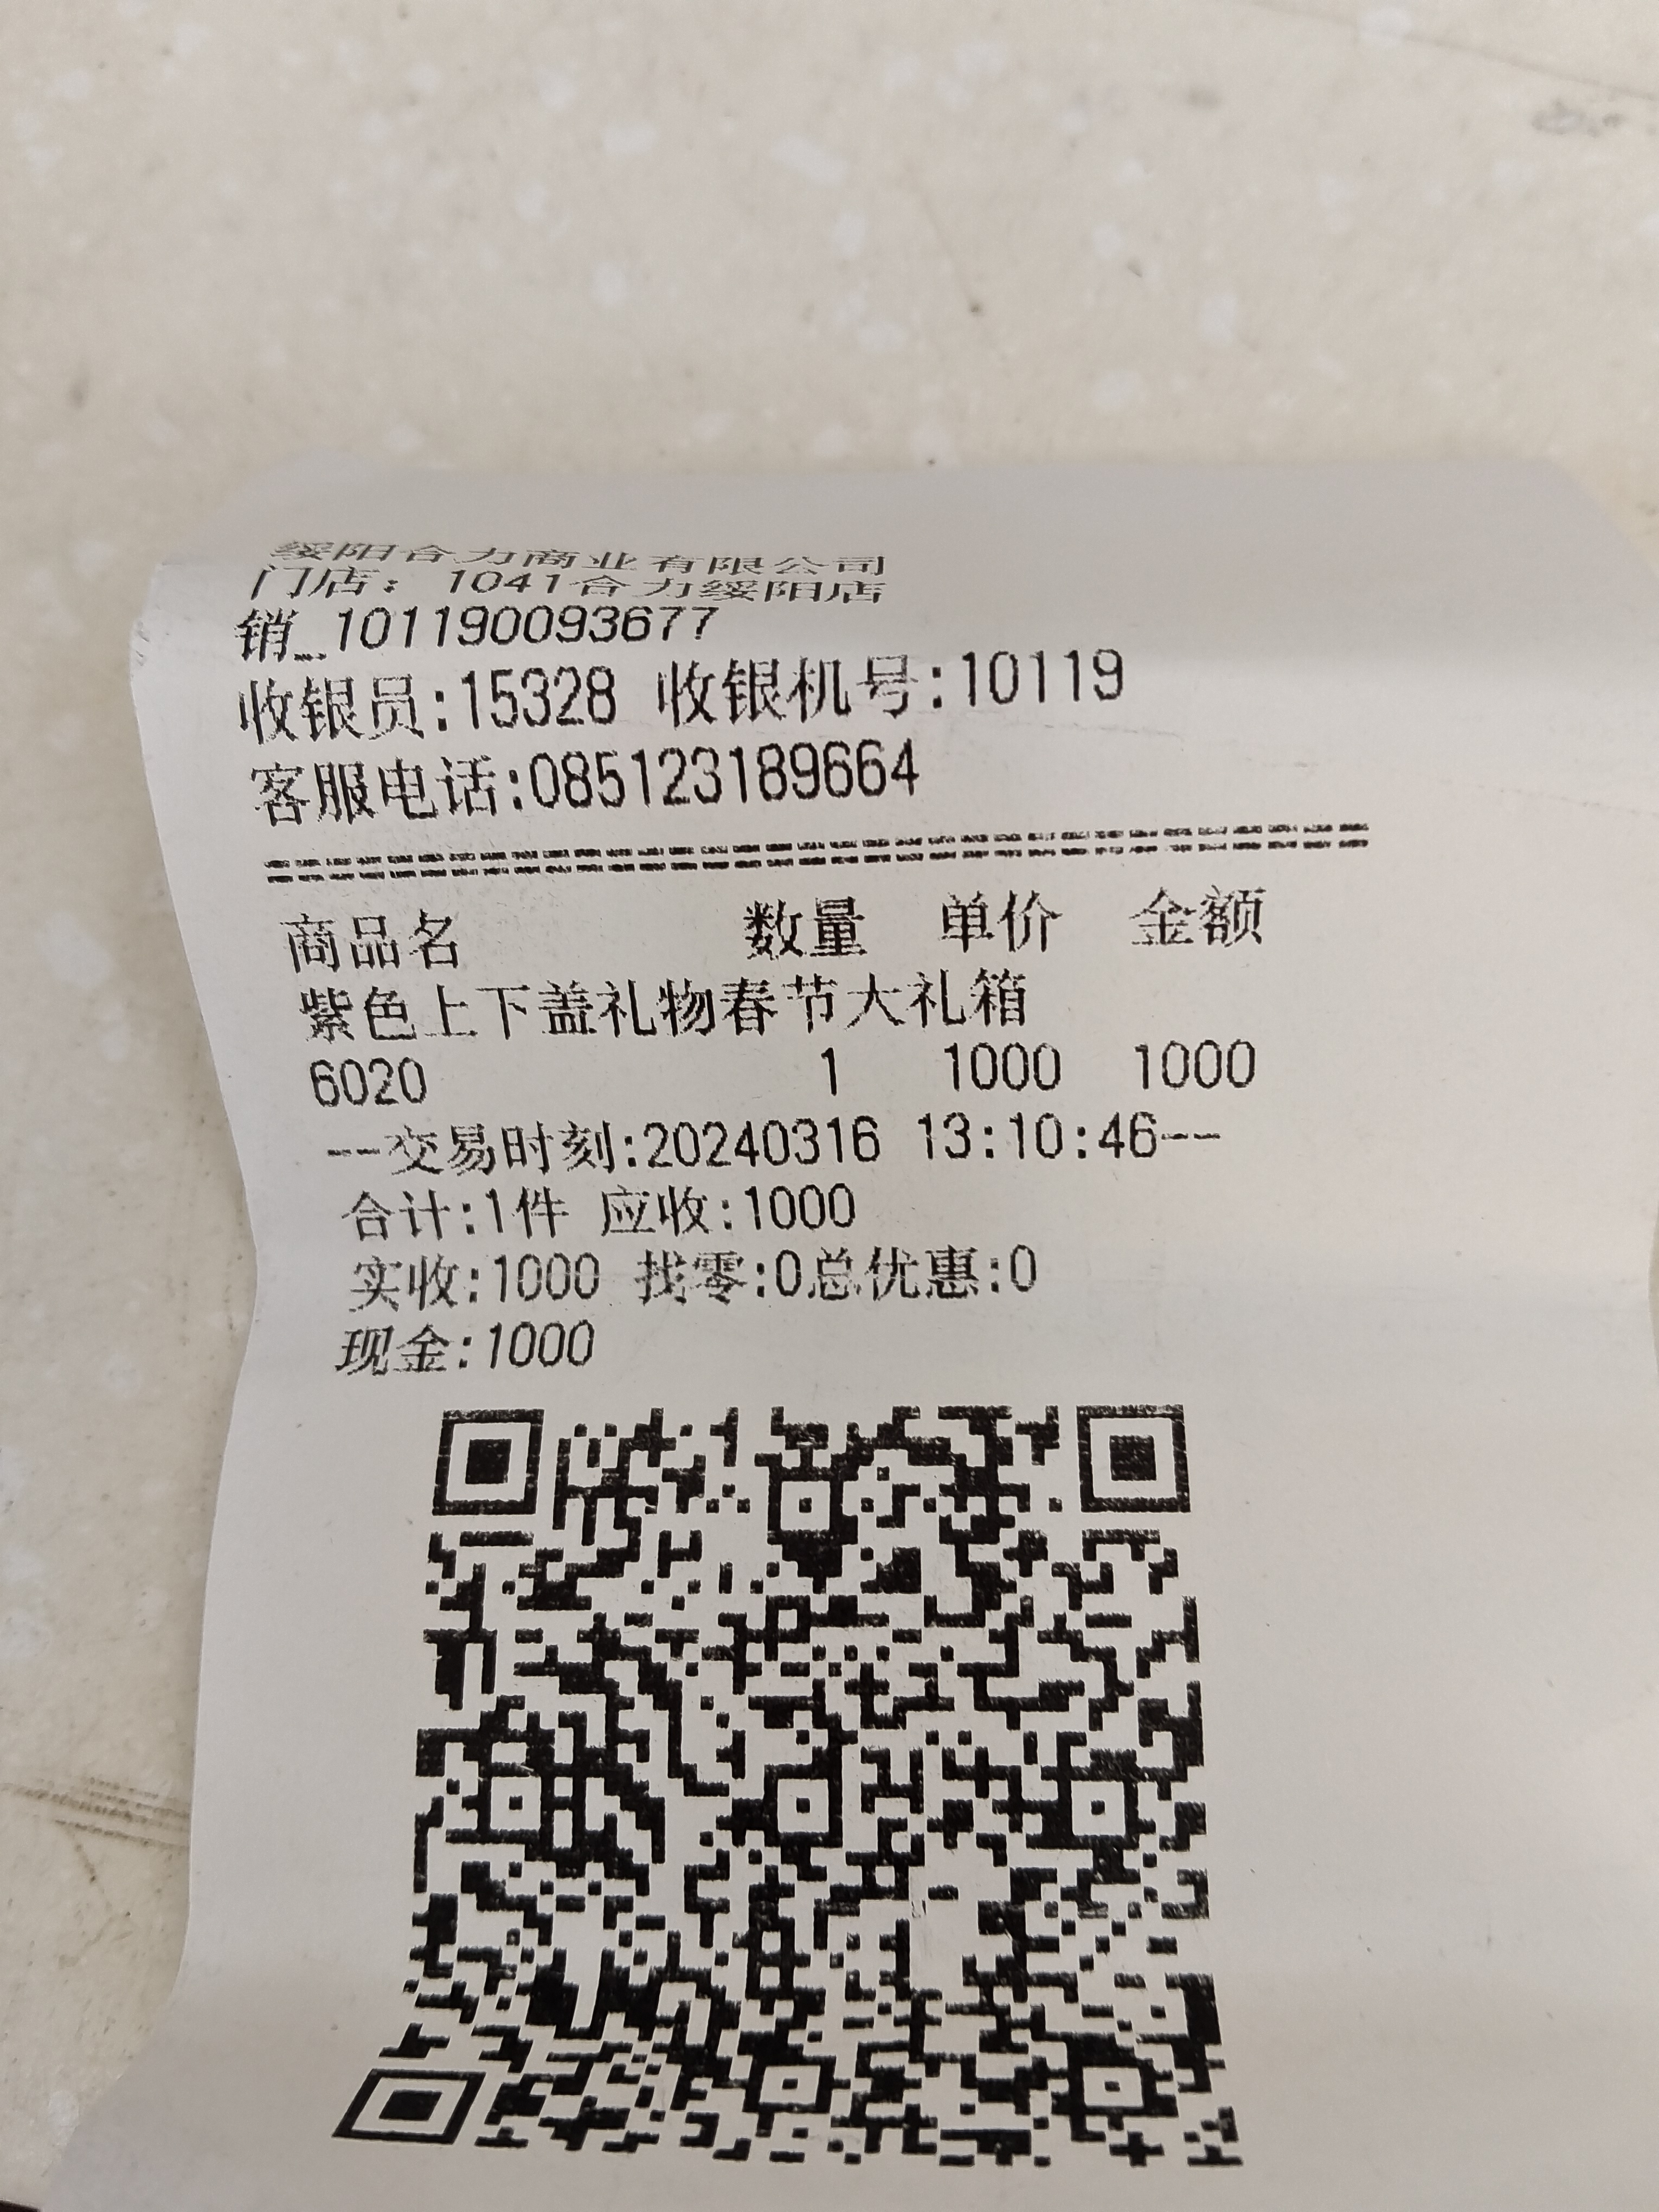 绥阳合力商业有限公司
门店：1041合力绥阳店
销_101190093677
收银员:15328 收银机号:10119
客服电话:085123189664
商品名 数量 单价 金额
紫色上下盖礼物春节大礼箱
6020 1 1000 1000
--交易时刻:20240316 13:10:46--
合计:1件 应收:1000
实收:1000 找零:0总优惠:0
现金:1000